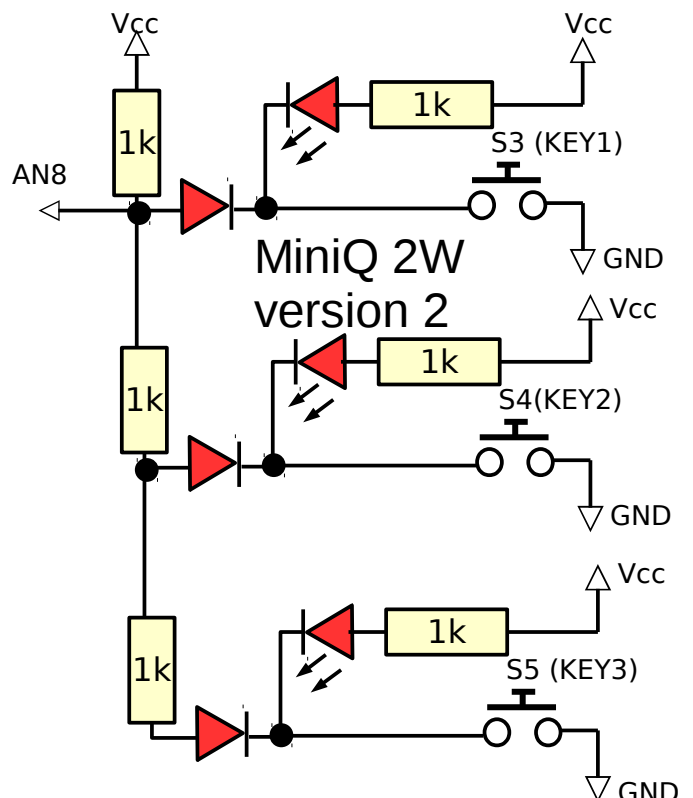 Vcc
Vcc
1k
1k
S3 (KEY1)
AN8
GND
MiniQ 2W
version 2
Vcc
1k
1k
S4(KEY2)
GND
Vcc
1k
1k
S5 (KEY3)
GND